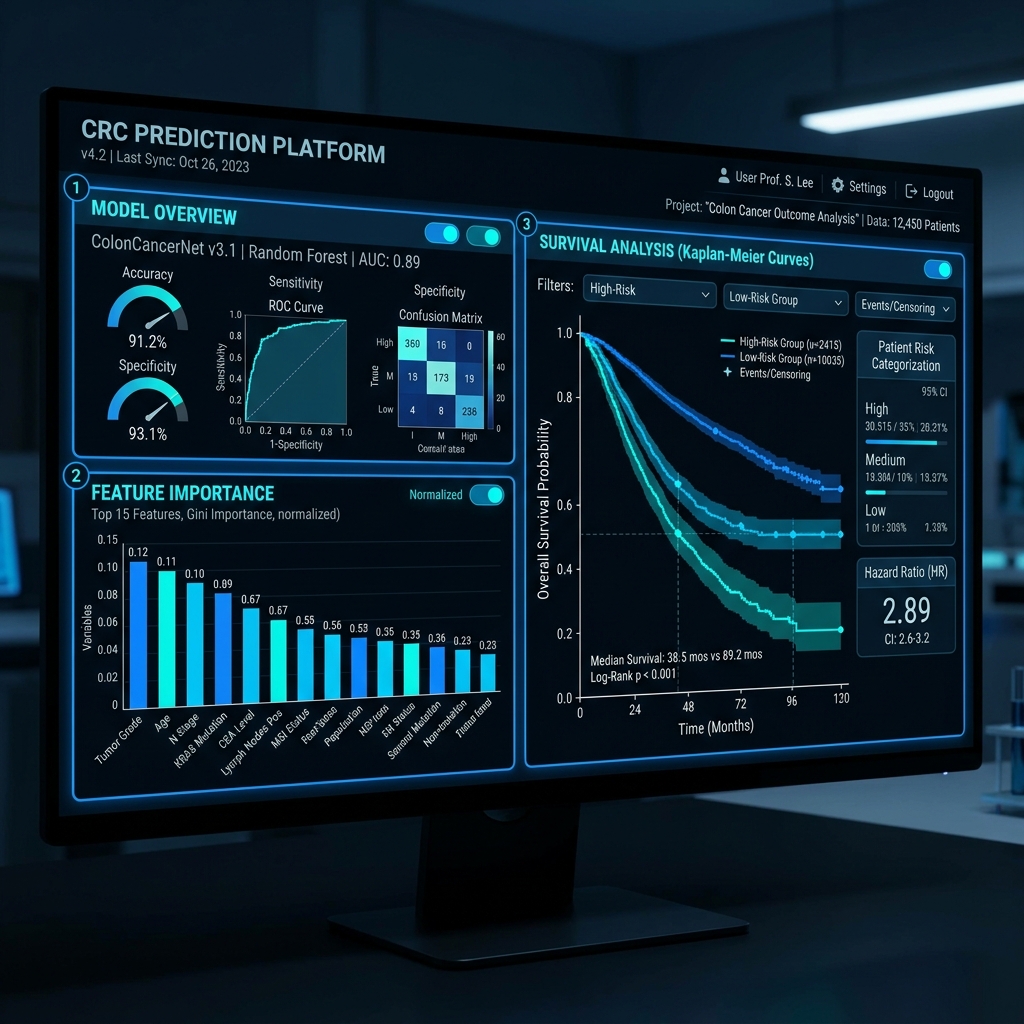 CRC PREDICTION PLATFORM
v4.2 | Last Sync: Oct 26, 2023
User Prof. S. Lee
Settings
Logout
Project: "Colon Cancer Outcome Analysis" | Data: 12,450 Patients
1
MODEL OVERVIEW
ColonCancerNet v3.1 | Random Forest | AUC: 0.89
Accuracy
91.2%
Specificity
93.1%
Sensitivity
ROC Curve
1.0
0.8
0.6
0.4
0.2
0.0
0.0 0.2 0.4 0.6 0.8 1.0
1-Specificity
Specificity
Confusion Matrix
High 360 16 0
M 173 19
Low 4 8 236
I M High
60
40
20
0
2
FEATURE IMPORTANCE
Normalized
Top 15 Features, Gini Importance, normalized)
Variables
0.15
0.10
0.08
0.06
0.04
0.02
0
0.12 0.11 0.10 0.89 0.67 0.67 0.55 0.56 0.53 0.35 0.35 0.36 0.23 0.23
Tumor Grade
Age
N Stage
CEA Level
Lymph Nodes Pos
3
SURVIVAL ANALYSIS (Kaplan-Meier Curves)
Filters:
High-Risk
Low-Risk Group
Events/Censoring
High-Risk Group
Low-Risk Group
Events/Censoring
Overall Survival Probability
1.0
0.8
0.6
0.4
0.2
0.0
Median Survival: 38.5 mos vs 89.2 mos
Log-Rank p < 0.001
0 24 48 72 96
Time (Months)
Patient Risk
Categorization
95% CI
High
Medium
Low
Hazard Ratio (HR)
2.89
CI: 2.6-3.2